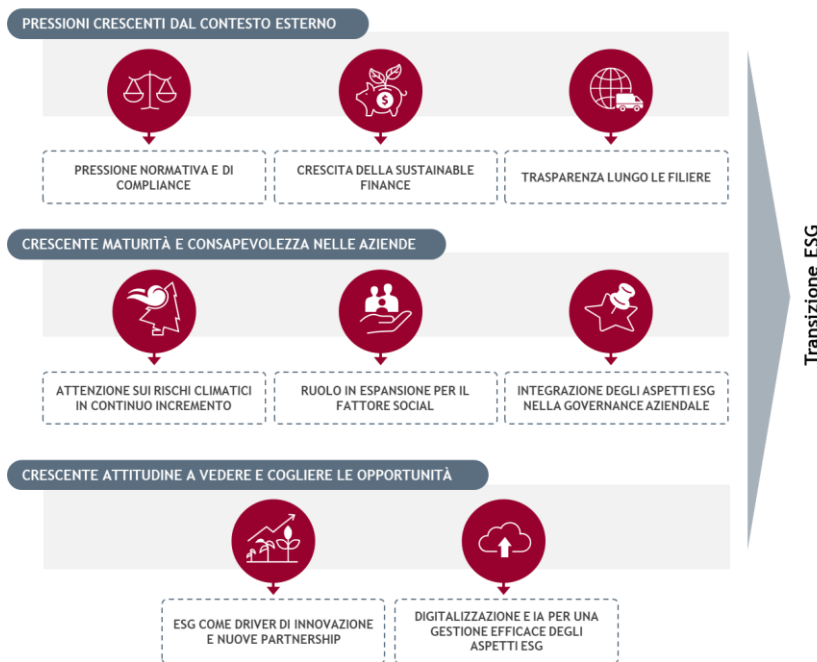 PRESSIONI CRESCENTI DAL CONTESTO ESTERNO
$
PRESSIONE NORMATIVA E DI
COMPLIANCE
CRESCITA DELLA SUSTAINABLE
FINANCE
TRASPARENZA LUNGO LE FILIERE
CRESCENTE MATURITÀ E CONSAPEVOLEZZA NELLE AZIENDE
ATTENZIONE SUI RISCHI CLIMATICI
IN CONTINUO INCREMENTO
RUOLO IN ESPANSIONE PER IL
FATTORE SOCIAL
INTEGRAZIONE DEGLI ASPETTI ESG
NELLA GOVERNANCE AZIENDALE
CRESCENTE ATTITUDINE A VEDERE E COGLIERE LE OPPORTUNITÀ
ESG COME DRIVER DI INNOVAZIONE
E NUOVE PARTNERSHIP
DIGITALIZZAZIONE E IA PER UNA
GESTIONE EFFICACE DEGLI
ASPETTI ESG
Transizione ESG